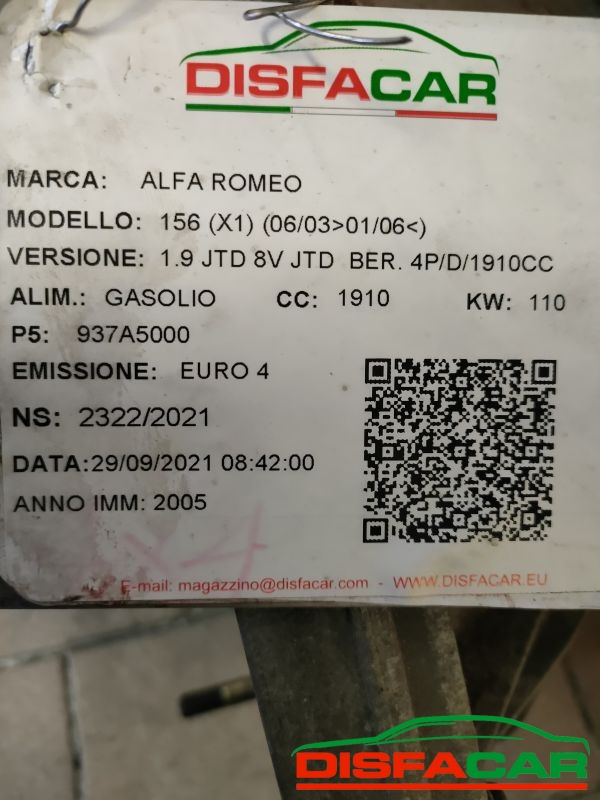 DISFACAR
MARCA: ALFA ROMEO
MODELLO: 156 (X1) (06/03>01/06<)
VERSIONE: 1.9 JTD 8V JTD BER. 4P/D/1910CC
ALIM.: GASOLIO CC: 1910 KW: 110
P5: 937A5000
EMISSIONE: EURO 4
NS: 2322/2021
DATA:29/09/2021 08:42:00
ANNO IMM: 2005
E-mail: magazzino@disfacar.com - WWW.DISFACAR.EU
DISFACAR